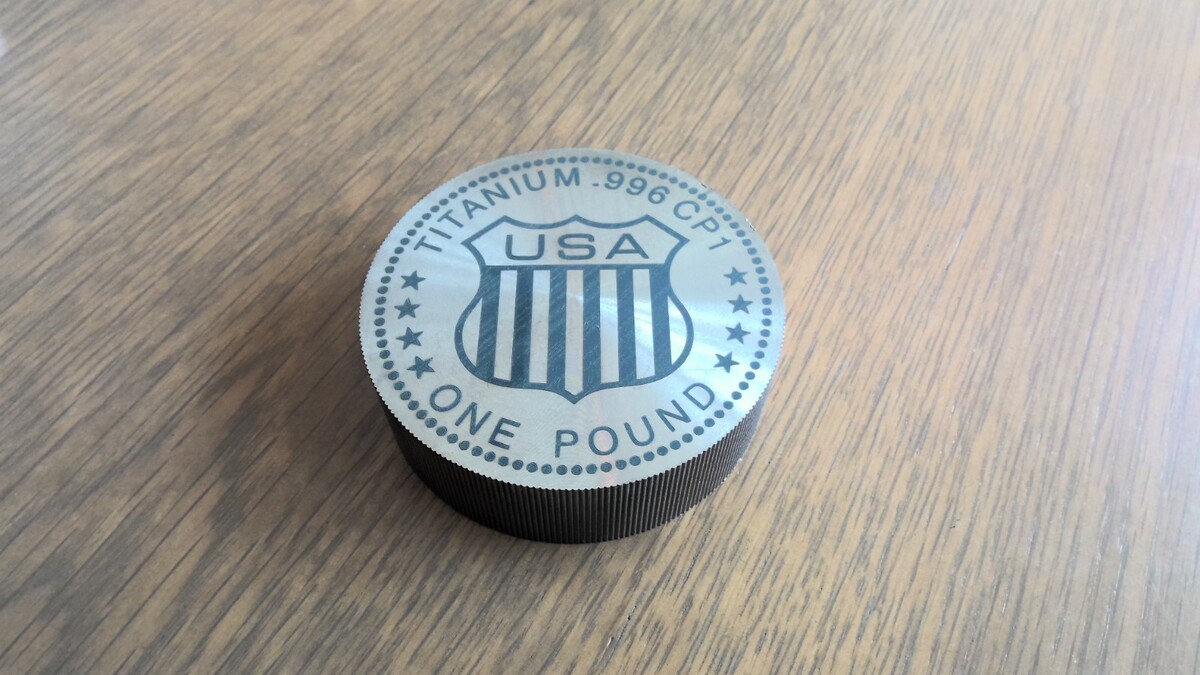 TITANIUM .996 CP1
USA
ONE POUND